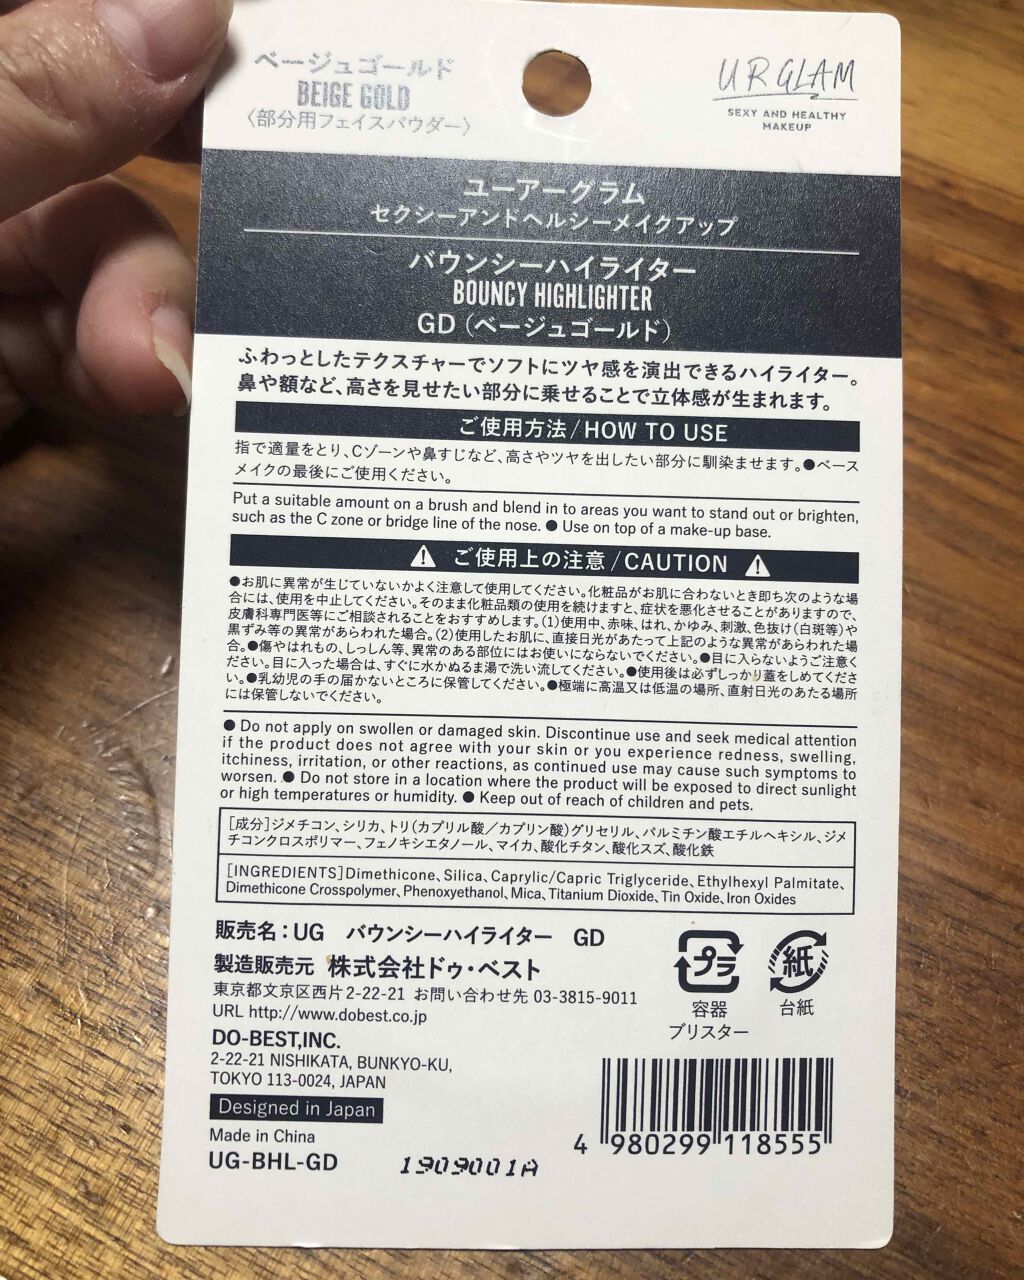 ベージュゴールド
BEIGE GOLD
〈部分用フェイスパウダー〉
UR GLAM
SEXY AND HEALTHY
MAKEUP
ユーアーグラム
セクシーアンドヘルシーメイクアップ
バウンシーハイライター
BOUNCY HIGHLIGHTER
GD（ベージュゴールド）
ふわっとしたテクスチャーでソフトにツヤ感を演出できるハイライター。
鼻や額など、高さを見せたい部分に乗せることで立体感が生まれます。
ご使用方法/HOW TO USE
指で適量をとり、Cゾーンや鼻すじなど、高さやツヤを出したい部分に馴染ませます。●ベース
メイクの最後にご使用ください。
Put a suitable amount on a brush and blend in to areas you want to stand out or brighten,
such as the C zone or bridge line of the nose. ● Use on top of a make-up base.
⚠ ご使用上の注意/CAUTION ⚠
●お肌に異常が生じていないかよく注意して使用してください。化粧品がお肌に合わないとき即ち次のような場
合には、使用を中止してください。そのまま化粧品類の使用を続けますと、症状を悪化させることがありますので、
皮膚科専門医等にご相談されることをおすすめします。(1)使用中、赤味、はれ、かゆみ、刺激、色抜け(白斑等)や
黒ずみ等の異常があらわれた場合。(2)使用したお肌に、直接日光があたって上記のような異常があらわれた場
合。●傷やはれもの、しっしん等、異常のある部位にはお使いにならないでください。●目に入らないようご注意く
ださい。目に入った場合は、すぐに水かぬるま湯で洗い流してください。●使用後は必ずしっかり蓋をしめてくださ
い。●乳幼児の手の届かないところに保管してください。●極端に高温又は低温の場所、直射日光のあたる場所
には保管しないでください。
● Do not apply on swollen or damaged skin. Discontinue use and seek medical attention
if the product does not agree with your skin or you experience redness, swelling,
itchiness, irritation, or other reactions, as continued use may cause such symptoms to
worsen. ● Do not store in a location where the product will be exposed to direct sunlight
or high temperatures or humidity. ● Keep out of reach of children and pets.
［成分］ジメチコン、シリカ、トリ（カプリル酸／カプリン酸）グリセリル、パルミチン酸エチルヘキシル、ジメ
チコンクロスポリマー、フェノキシエタノール、マイカ、酸化チタン、酸化スズ、酸化鉄
［INGREDIENTS］Dimethicone、Silica、Caprylic/Capric Triglyceride、Ethylhexyl Palmitate、
Dimethicone Crosspolymer、Phenoxyethanol、Mica、Titanium Dioxide、Tin Oxide、Iron Oxides
販売名：UG バウンシーハイライター GD
製造販売元 株式会社ドゥ・ベスト
東京都文京区西片2-22-21 お問い合わせ先 03-3815-9011
URL http://www.dobest.co.jp
DO-BEST,INC.
2-22-21 NISHIKATA, BUNKYO-KU,
TOKYO 113-0024, JAPAN
Designed in Japan
Made in China
UG-BHL-GD
1909001A
プラ
容器
ブリスター
紙
台紙
4 980299 118555